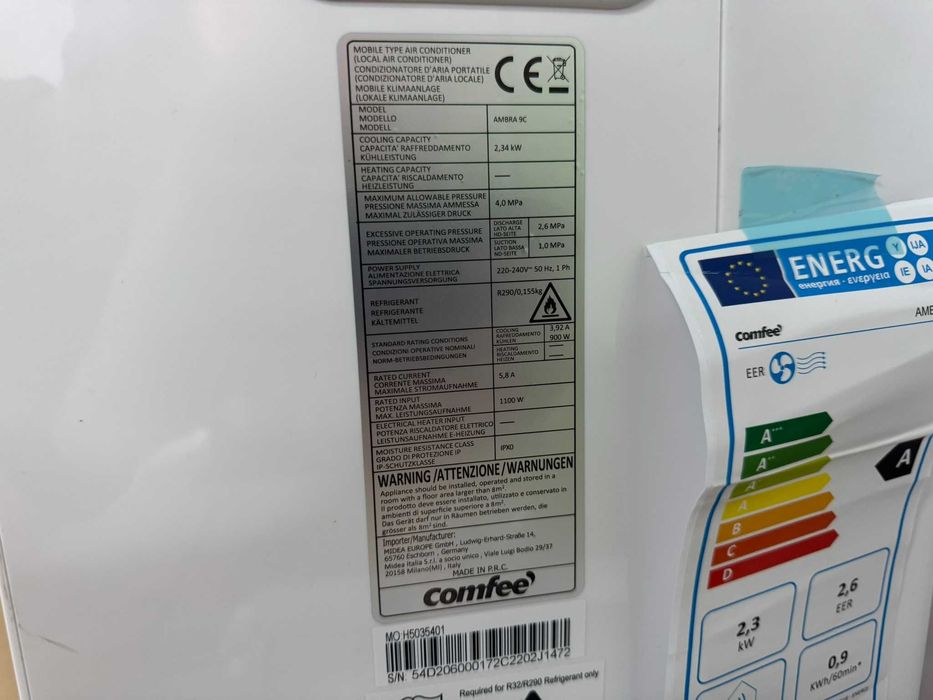 MOBILE TYPE AIR CONDITIONER
(LOCAL AIR CONDITIONER)
CONDIZIONATORE D'ARIA PORTATILE
(CONDIZIONATORE D'ARIA LOCALE)
MOBILE KLIMAANLAGE
(LOKALE KLIMAANLAGE)
CE
MODEL
MODELLO
MODELL
AMBRA 9C
COOLING CAPACITY
CAPACITA' RAFFREDDAMENTO
KÜHLLEISTUNG
2,34 kW
HEATING CAPACITY
CAPACITA' RISCALDAMENTO
HEIZLEISTUNG
MAXIMUM ALLOWABLE PRESSURE
PRESSIONE MASSIMA AMMESSA
MAXIMAL ZULÄSSIGER DRUCK
4,0 MPa
EXCESSIVE OPERATING PRESSURE
PRESSIONE OPERATIVA MASSIMA
MAXIMALER BETRIEBSDRUCK
DISCHARGE
LATO ALTA
HD-SEITE
2,6 MPa
SUCTION
LATO BASSA
ND-SEITE
1,0 MPa
POWER SUPPLY
ALIMENTAZIONE ELETTRICA
SPANNUNGSVERSORGUNG
220-240V~ 50 Hz, 1 Ph
REFRIGERANT
REFRIGERANTE
KÄLTEMITTEL
R290/0,155kg
STANDARD RATING CONDITIONS
CONDIZIONI OPERATIVE NOMINALI
NORM-BETRIEBSBEDINGUNGEN
COOLING
RAFFREDDAMENTO
KÜHLEN
3,92 A
900 W
HEATING
RISCALDAMENTO
HEIZEN
RATED CURRENT
CORRENTE MASSIMA
MAXIMALE STROMAUFNAHME
5,8 A
RATED INPUT
POTENZA MASSIMA
MAX. LEISTUNGSAUFNAHME
1100 W
ELECTRICAL HEATER INPUT
POTENZA RISCALDATORE ELETTRICO
LEISTUNSAUFNAHME E-HEIZUNG
MOISTURE RESISTANCE CLASS
GRADO DI PROTEZIONE IP
IP-SCHUTZKLASSE
IPX0
WARNING /ATTENZIONE/WARNUNGEN
Appliance should be installed, operated and stored in a
room with a floor area larger than 8m².
Il prodotto deve essere installato, utilizzato e conservato in
ambienti di superficie superiore a 8m².
Das Gerät darf nur in Räumen betrieben werden, die
grösser als 8m² sind.
Importer/Manufacturer:
MIDEA EUROPE GmbH , Ludwig-Erhard-Straße 14,
65760 Eschborn , Germany
Midea italia S.r.l. a socio unico , Viale Luigi Bodio 29/37
20158 Milano(MI) , Italy
MADE IN P.R.C.
comfee'
MO:H5035401
S/N: 54D206000172C2202J1472
Required for R32/R290 Refrigerant only
ENERG Y IJA
енергия · ενεργεια IE IA
comfee'
EER
A+++
A++
A+
A
B
C
D
A
2,3
kW
2,6
EER
0,9
KWh/60min*